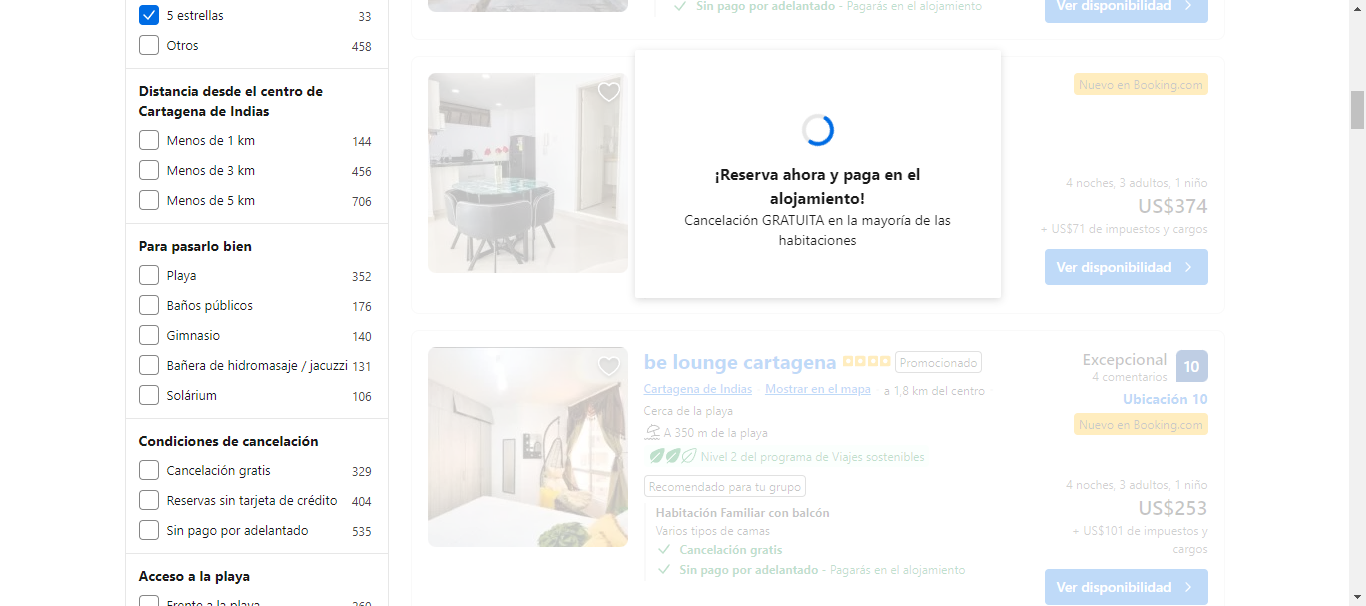 5 estrellas 33
Otros 458
Distancia desde el centro de
Cartagena de Indias
Menos de 1 km 144
Menos de 3 km 456
Menos de 5 km 706
Para pasarlo bien
Playa 352
Baños públicos 176
Gimnasio 140
Bañera de hidromasaje / jacuzzi 131
Solárium 106
Condiciones de cancelación
Cancelación gratis 329
Reservas sin tarjeta de crédito 404
Sin pago por adelantado 535
Acceso a la playa
Frente a la playa 260
Sin pago por adelantado - Pagarás en el alojamiento
Ver disponibilidad
¡Reserva ahora y paga en el
alojamiento!
Cancelación GRATUITA en la mayoría de las
habitaciones
Nuevo en Booking.com
4 noches, 3 adultos, 1 niño
US$374
+ US$71 de impuestos y cargos
Ver disponibilidad
be lounge cartagena Promocionado
Cartagena de Indias Mostrar en el mapa a 1,8 km del centro
Cerca de la playa
A 350 m de la playa
Nivel 2 del programa de Viajes sostenibles
Recomendado para tu grupo
Habitación Familiar con balcón
Varios tipos de camas
Cancelación gratis
Sin pago por adelantado - Pagarás en el alojamiento
Excepcional 10
4 comentarios
Ubicación 10
Nuevo en Booking.com
4 noches, 3 adultos, 1 niño
US$253
+ US$101 de impuestos y
cargos
Ver disponibilidad